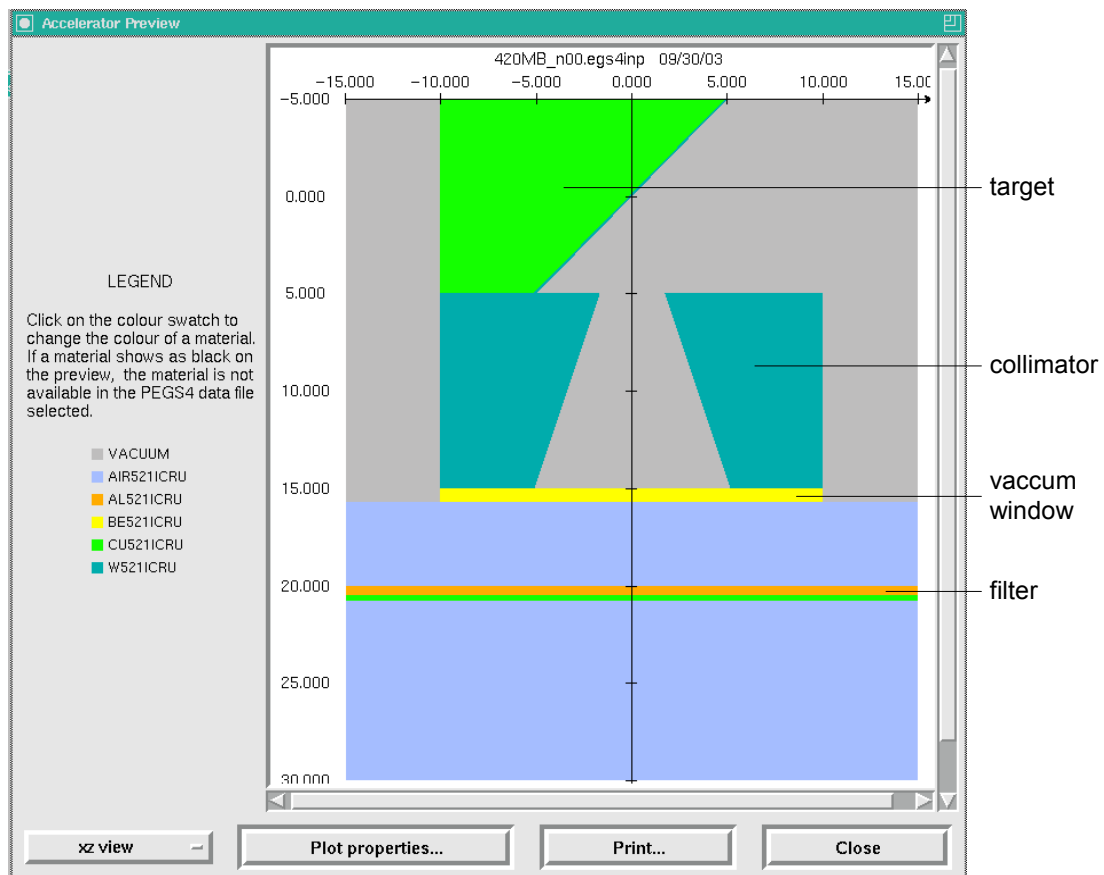 Accelerator Preview
420MB_n00.egs4inp 09/30/03
-15.000 -10.000 -5.000 0.000 5.000 10.000 15.00
-5.000
0.000
5.000
10.000
15.000
20.000
25.000
30.000
LEGEND
Click on the colour swatch to
change the colour of a material.
If a material shows as black on
the preview, the material is not
available in the PEGS4 data file
selected.
VACUUM
AIR521ICRU
AL521ICRU
BE521ICRU
CU521ICRU
W521ICRU
target
collimator
vaccum
window
filter
xz view
Plot properties...
Print...
Close